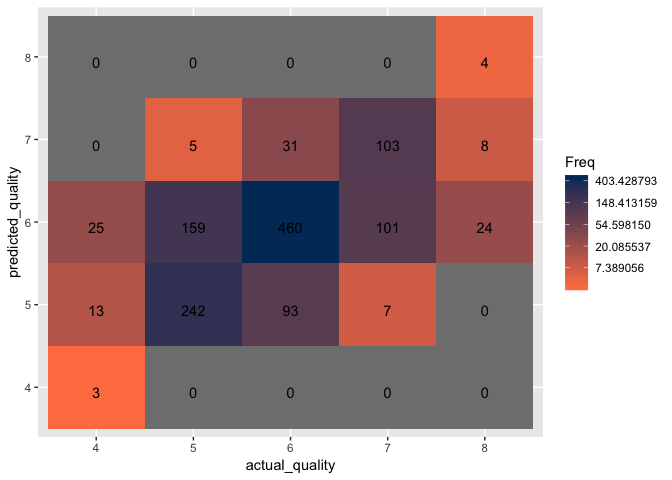 8 0 0 0 0 4
7 0 5 31 103 8
6 25 159 460 101 24
5 13 242 93 7 0
4 3 0 0 0 0
4 5 6 7 8
actual_quality
predicted_quality
Freq
403.428793
148.413159
54.598150
20.085537
7.389056